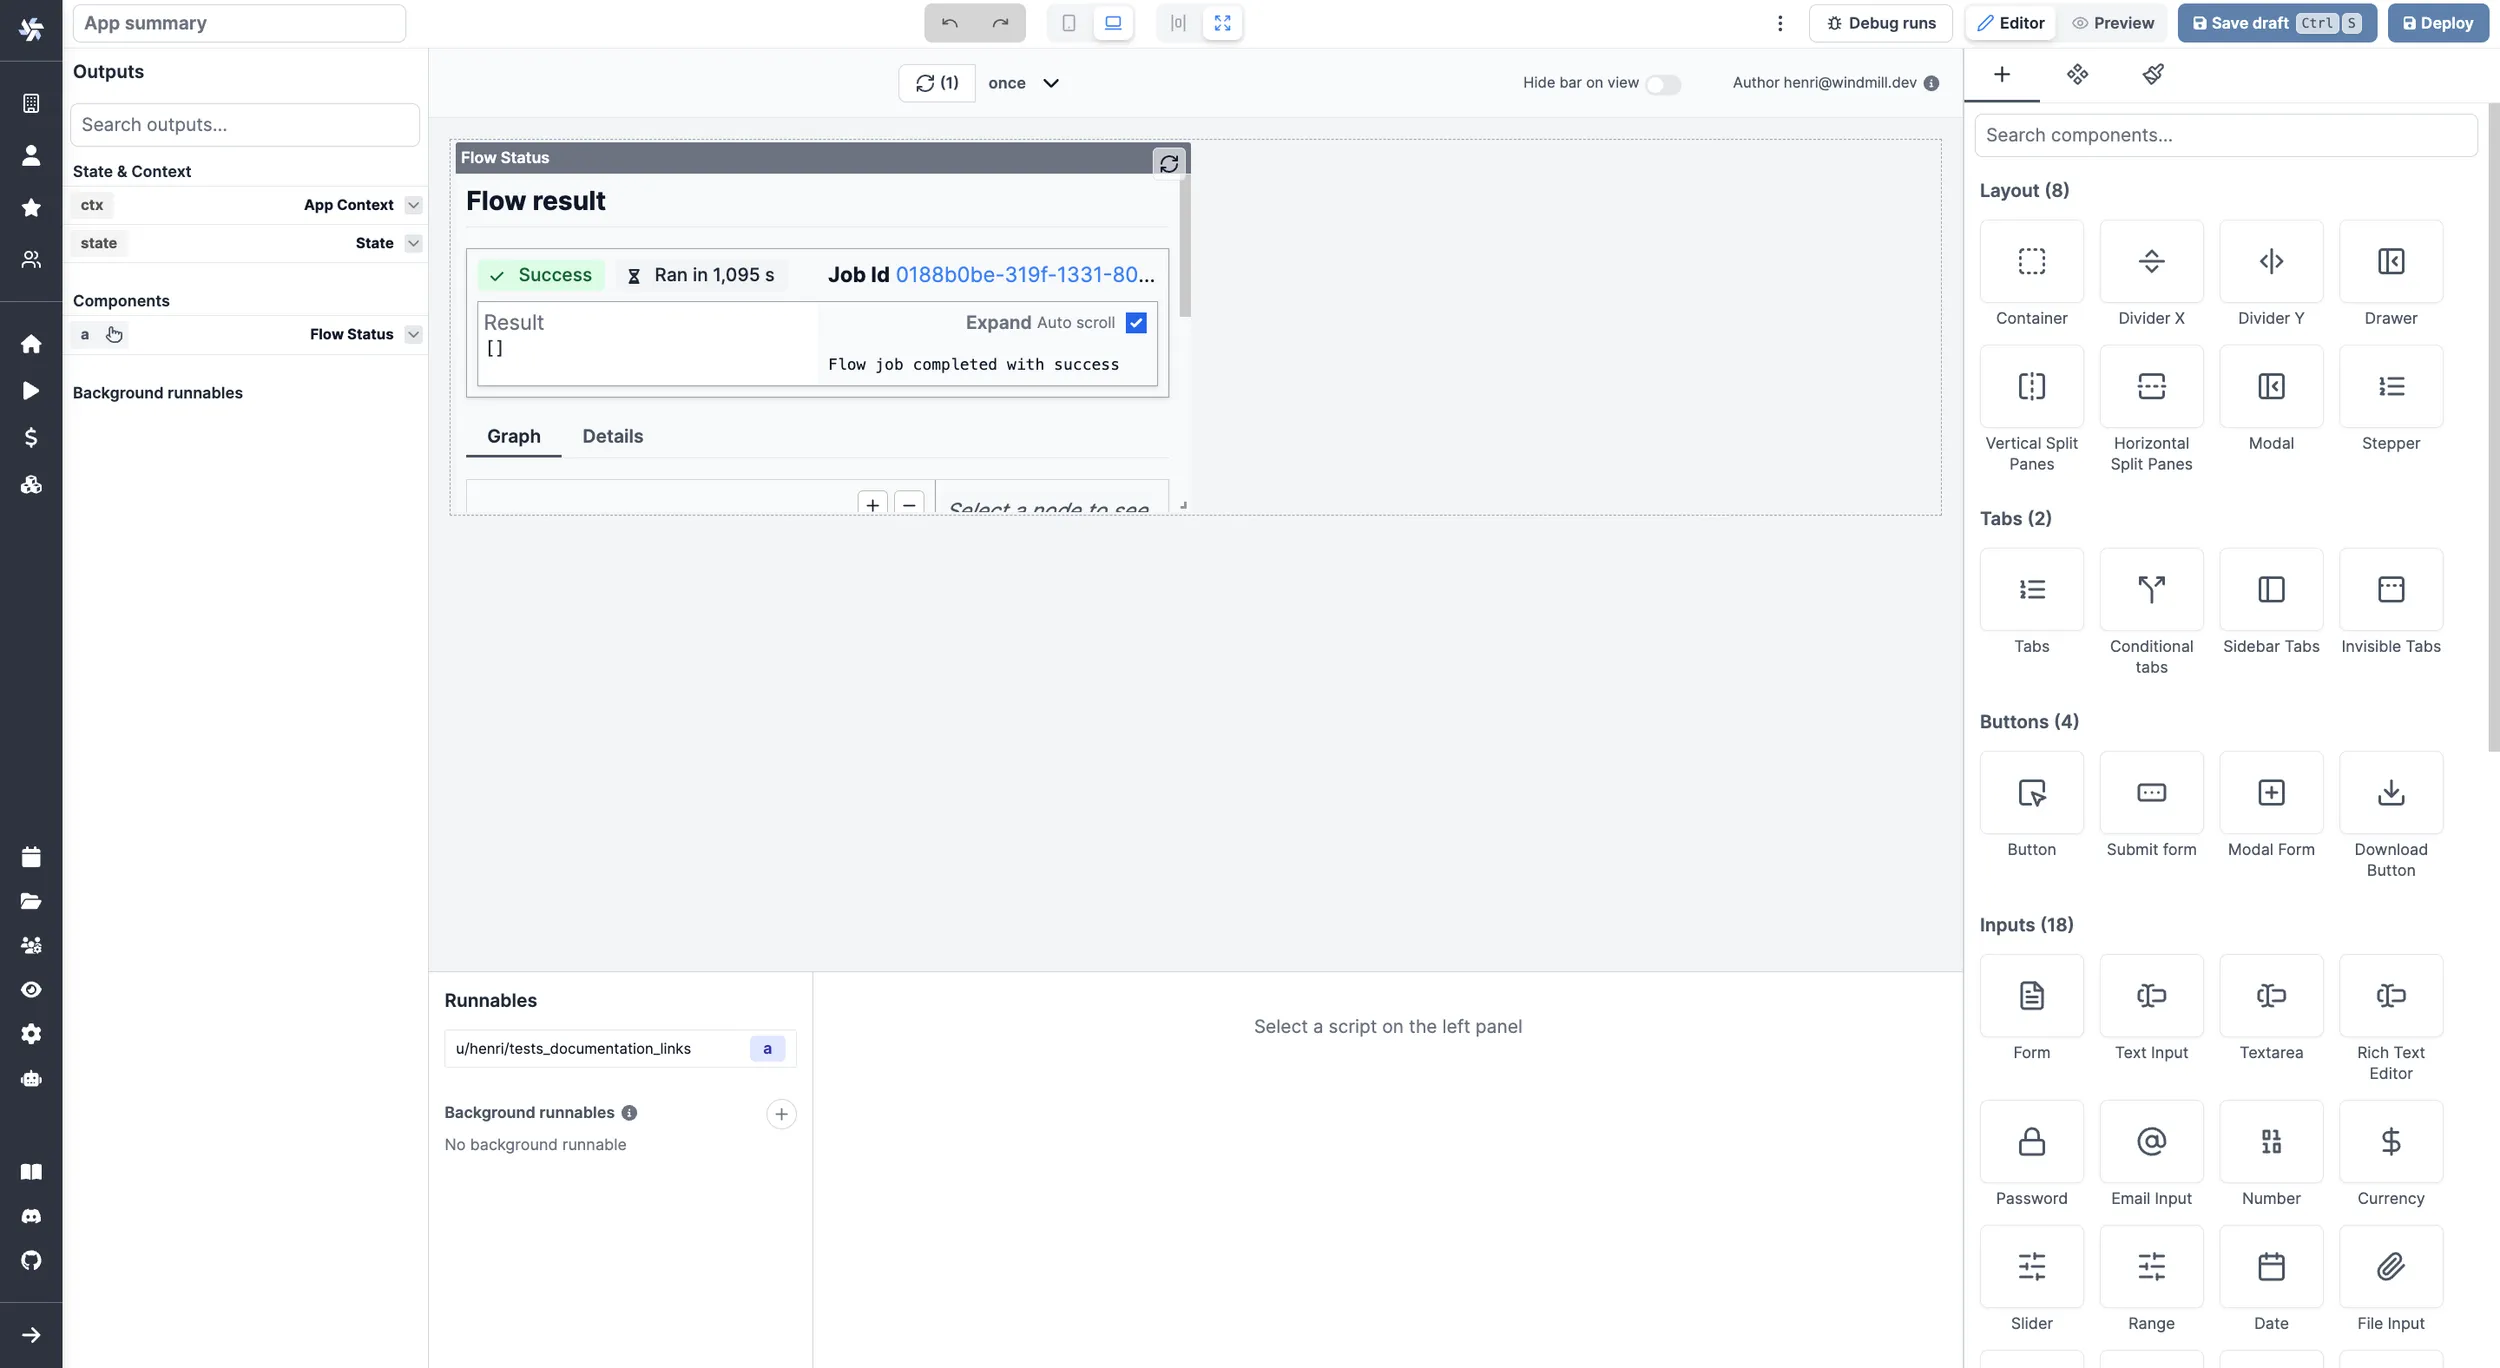 App summary
Debug runs
Editor
Preview
Save draft Ctrl S
Deploy
Outputs
Search outputs...
State & Context
ctx App Context
state State
Components
a Flow Status
Background runnables
(1) once
Hide bar on view
Author henri@windmill.dev
Flow Status
Flow result
Success
Ran in 1,095 s
Job Id 0188b0be-319f-1331-80...
Result
[]
Expand Auto scroll
Flow job completed with success
Graph Details
Select a node to see
Runnables
u/henri/tests_documentation_links a
Background runnables
No background runnable
Select a script on the left panel
Search components...
Layout (8)
Container
Divider X
Divider Y
Drawer
Vertical Split
Panes
Horizontal
Split Panes
Modal
Stepper
Tabs (2)
Tabs
Conditional
tabs
Sidebar Tabs
Invisible Tabs
Buttons (4)
Button
Submit form
Modal Form
Download
Button
Inputs (18)
Form
Text Input
Textarea
Rich Text
Editor
Password
Email Input
Number
Currency
Slider
Range
Date
File Input